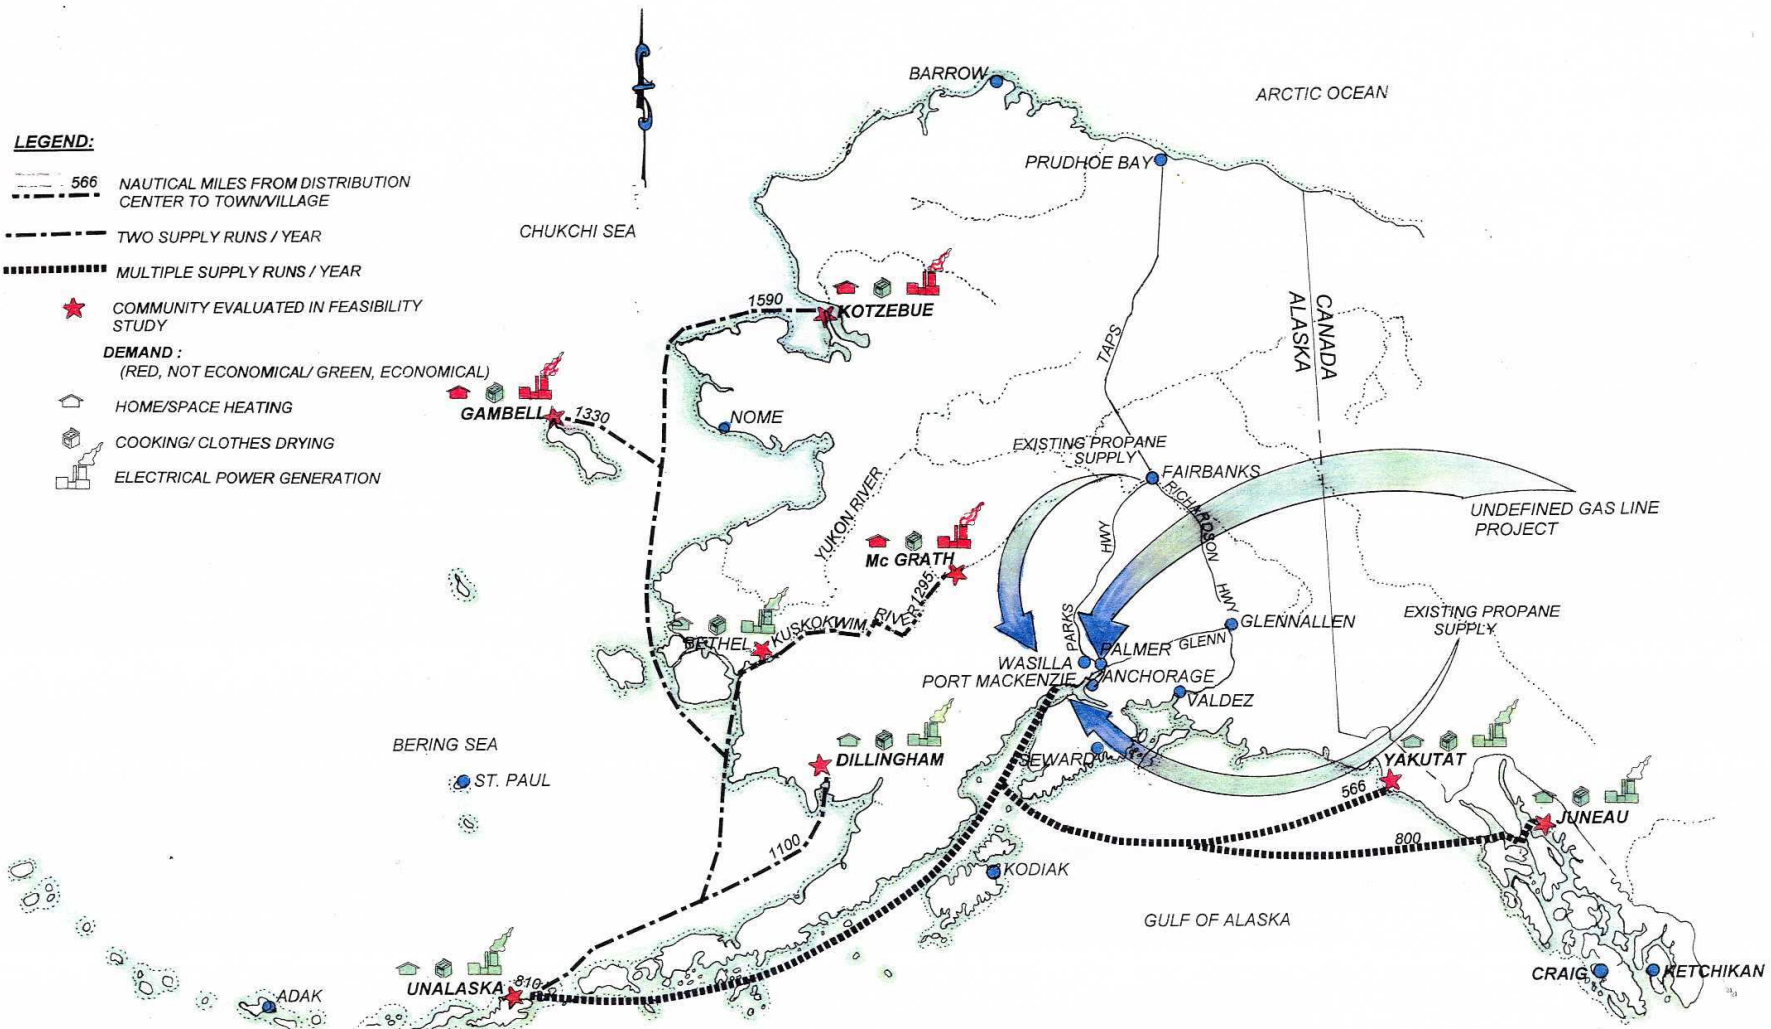 BARROW
ARCTIC OCEAN
LEGEND:
PRUDHOE BAY
566 NAUTICAL MILES FROM DISTRIBUTION
CENTER TO TOWN/VILLAGE
TWO SUPPLY RUNS / YEAR
CHUKCHI SEA
MULTIPLE SUPPLY RUNS / YEAR
COMMUNITY EVALUATED IN FEASIBILITY
STUDY
DEMAND :
(RED, NOT ECONOMICAL/ GREEN, ECONOMICAL)
HOME/SPACE HEATING
COOKING/ CLOTHES DRYING
ELECTRICAL POWER GENERATION
1590
KOTZEBUE
CANADA
ALASKA
TAPS
GAMBELL
1330
NOME
EXISTING PROPANE
SUPPLY
FAIRBANKS
UNDEFINED GAS LINE
PROJECT
YUKON RIVER
RICHARDSON
HWY
HWY
PARKS
Mc GRATH
1295
KUSKOKWIM RIVER
BETHEL
EXISTING PROPANE
SUPPLY
GLENNALLEN
GLENN
PALMER
WASILLA
PORT MACKENZIE
ANCHORAGE
VALDEZ
BERING SEA
DILLINGHAM
SEWARD
YAKUTAT
ST. PAUL
566
JUNEAU
800
1100
KODIAK
GULF OF ALASKA
UNALASKA
810
ADAK
CRAIG
KETCHIKAN